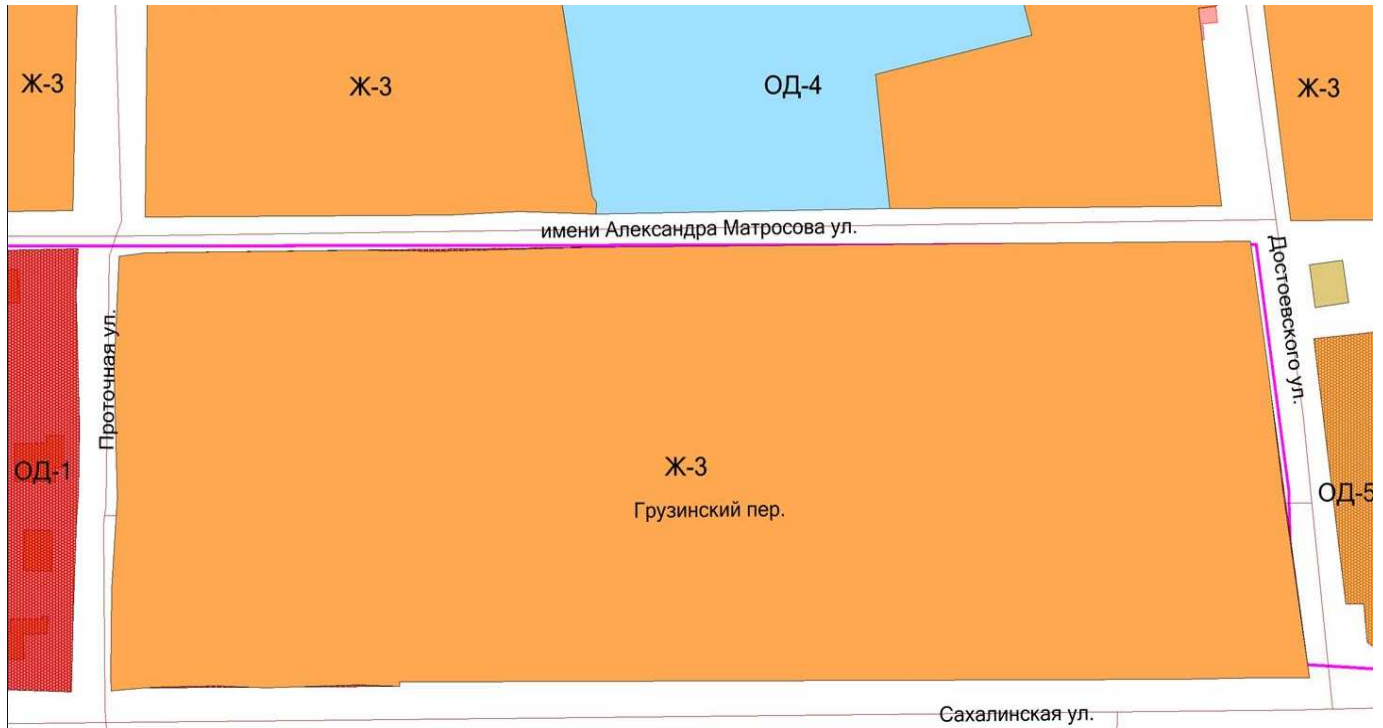 Ж-3
Ж-3
ОД-4
Ж-3
имени Александра Матросова ул.
Достоевского ул.
Проточная ул.
ОД-1
Ж-3
Грузинский пер.
ОД-5
Сахалинская ул.